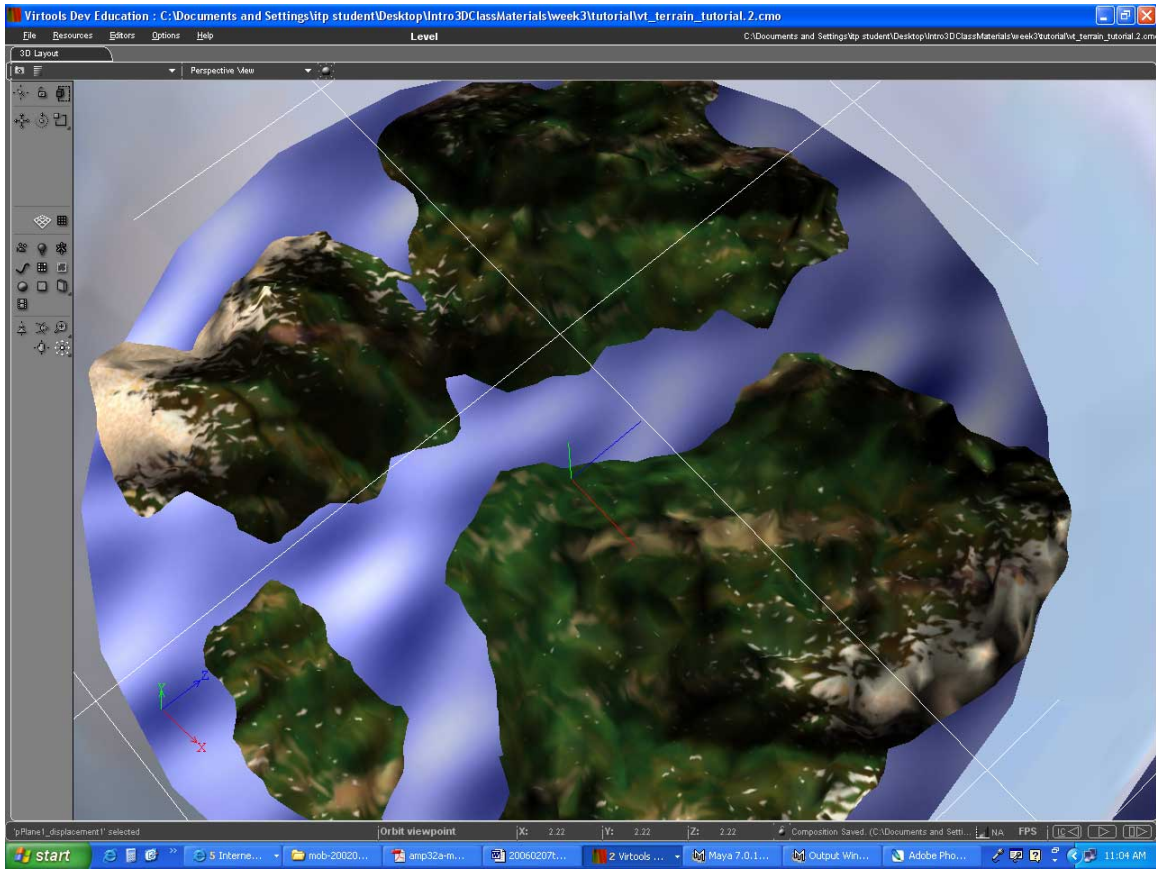 Virtools Dev Education : C:\Documents and Settings\itp student\Desktop\Intro3DClassMaterials\week3\tutorial\vt_terrain_tutorial.2.cmo
File Resources Editors Options Help Level C:\Documents and Settings\itp student\Desktop\Intro3DClassMaterials\week3\tutorial\vt_terrain_tutorial.2.cmo
3D Layout
Perspective View
Y
Z
X
'pPlane1_displacement1' selected Orbit viewpoint X: 2.22 Y: 2.22 Z: 2.22 Composition Saved. (C:\Documents and Setti... NA FPS
start 5 Interne... mob-20020... amp32a-m... 20060207t... 2 Virtools ... Maya 7.0.1... Output Win... Adobe Pho... 11:04 AM